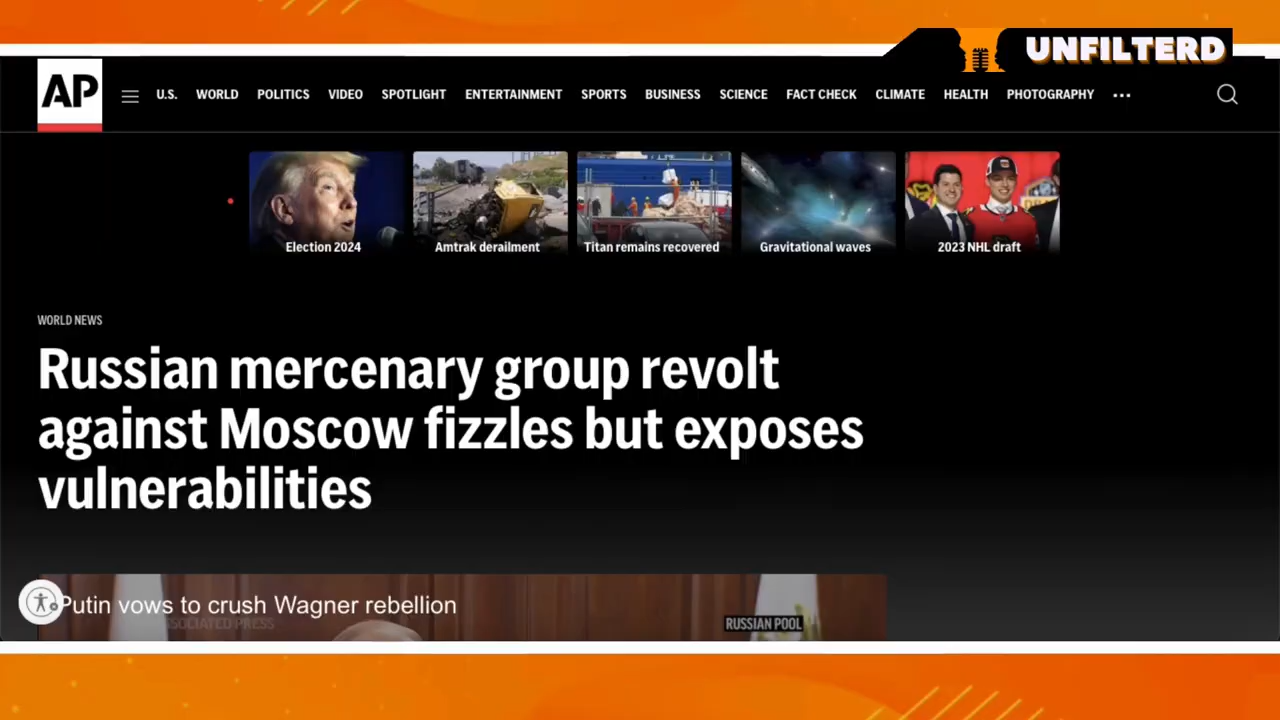 UNFILTERD
AP
U.S. WORLD POLITICS VIDEO SPOTLIGHT ENTERTAINMENT SPORTS BUSINESS SCIENCE FACT CHECK CLIMATE HEALTH PHOTOGRAPHY
Election 2024
Amtrak derailment
Titan remains recovered
Gravitational waves
2023 NHL draft
WORLD NEWS
Russian mercenary group revolt
against Moscow fizzles but exposes
vulnerabilities
Putin vows to crush Wagner rebellion
SSOCIATED PRESS
RUSSIAN POOL